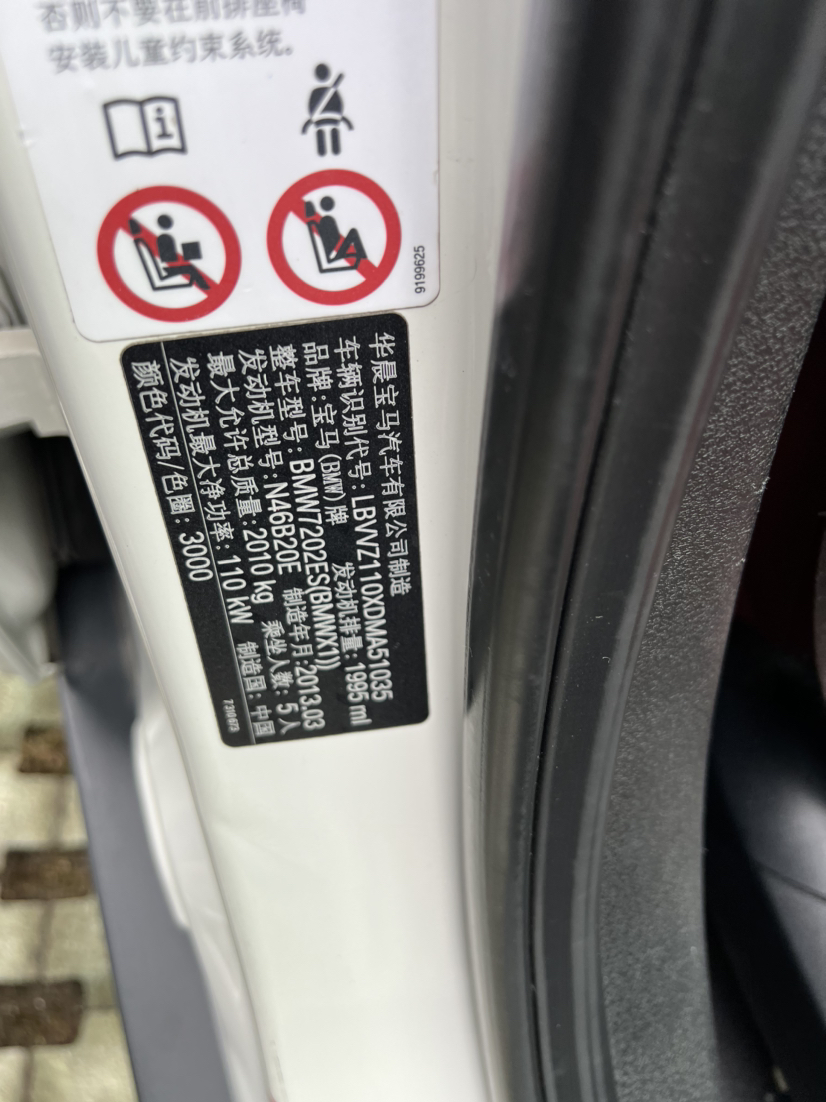 否则不要在前排座椅
安装儿童约束系统。
9199625
华晨宝马汽车有限公司制造
车辆识别代号: LBVVZ110XDMA51035
品牌: 宝马(BMW)牌 发动机排量: 1995 ml
整车型号: BMW7202ES(BMWX1)) 制造年月:2013.03
发动机型号: N46B20E 乘坐人数: 5人
最大允许总质量: 2010 kg 制造国: 中国
发动机最大净功率: 110 kW
颜色代码/色圈: 3000